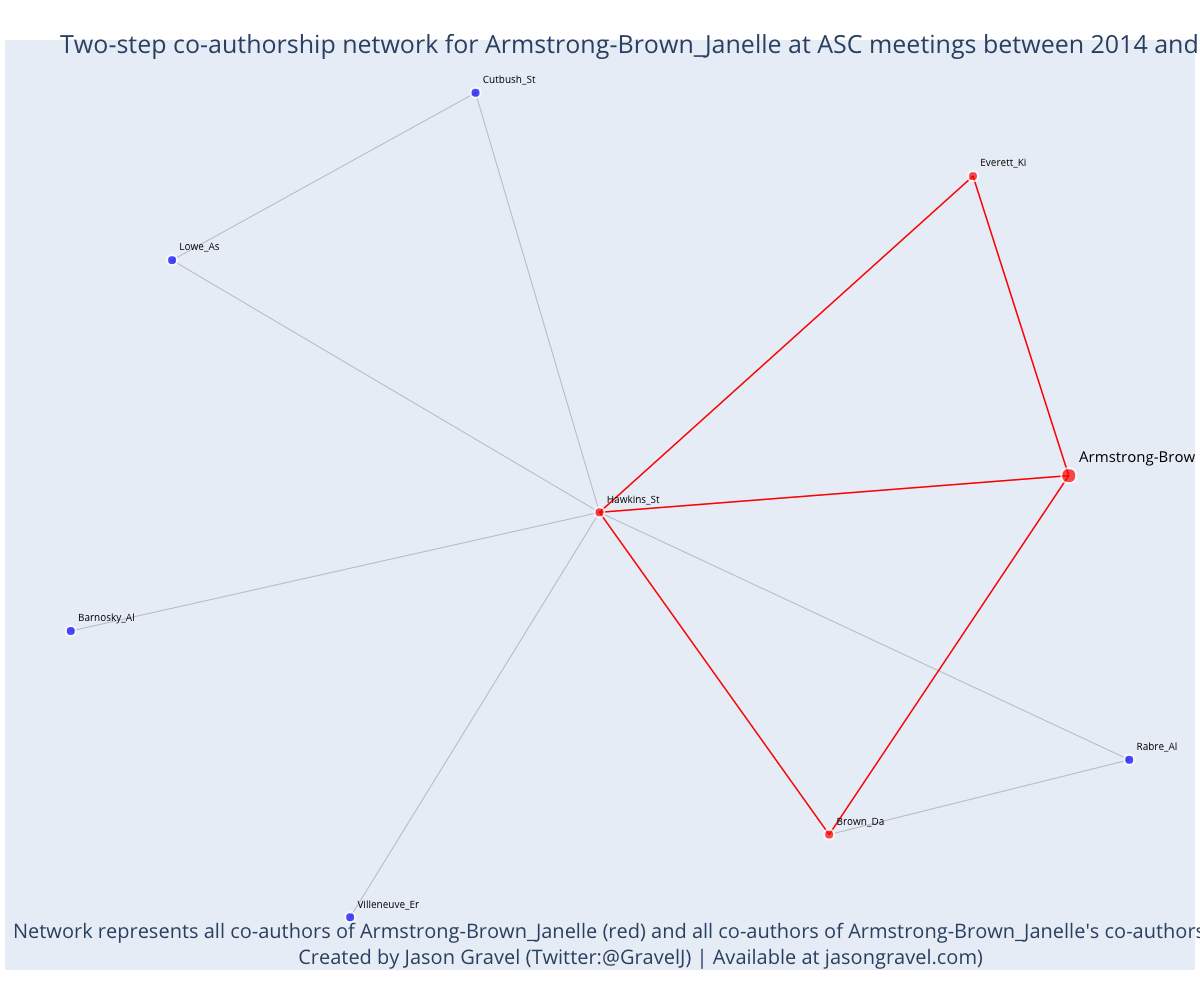 Two-step co-authorship network for Armstrong-Brown_Janelle at ASC meetings between 2014 and
Cutbush_St
Everett_Ki
Lowe_As
Armstrong-Brow
Hawkins_St
Barnosky_Al
Rabre_Al
Brown_Da
Villeneuve_Er
Network represents all co-authors of Armstrong-Brown_Janelle (red) and all co-authors of Armstrong-Brown_Janelle's co-authors
Created by Jason Gravel (Twitter:@GravelJ) | Available at jasongravel.com)